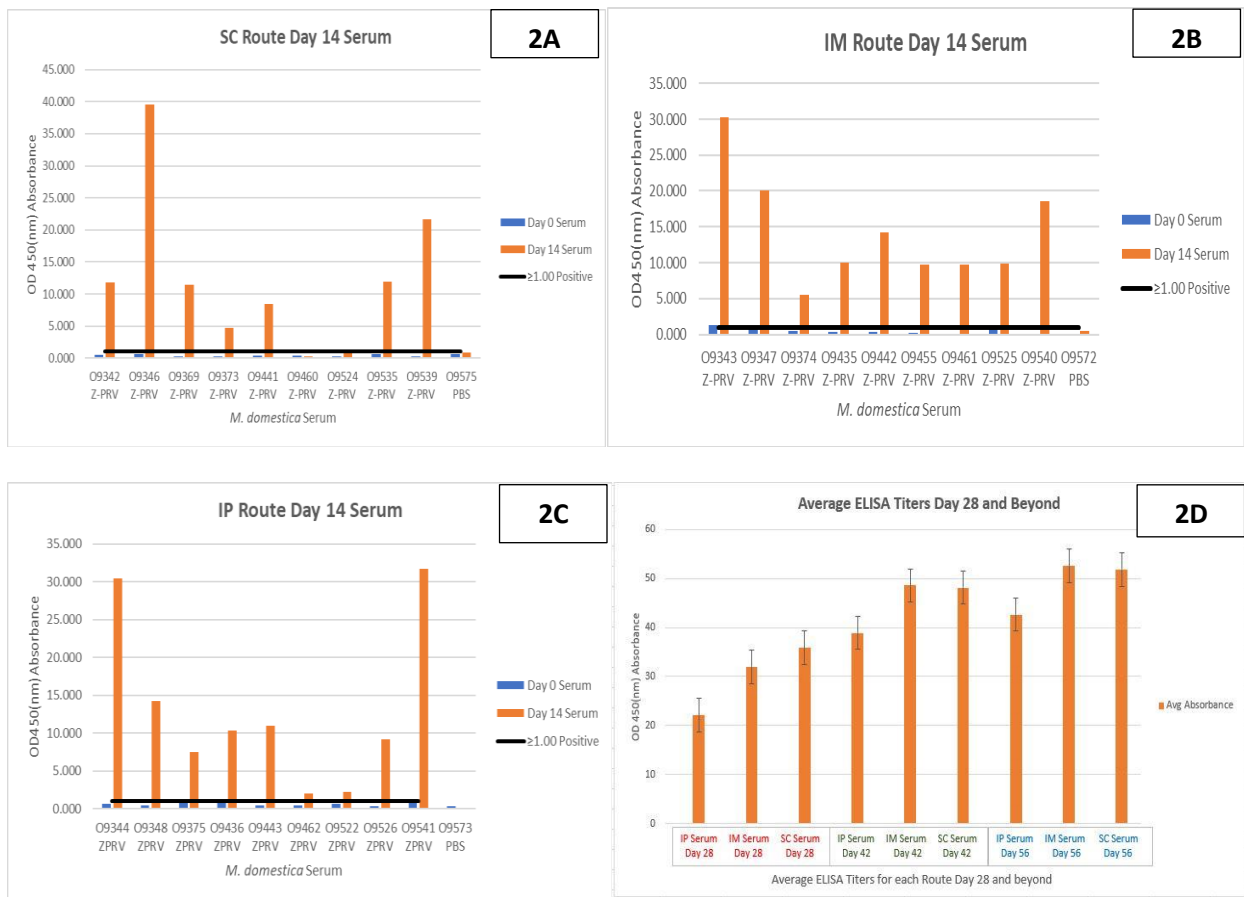 SC Route Day 14 Serum
2A
OD 450(nm) Absorbance
45.000
40.000
35.000
30.000
25.000
20.000
15.000
10.000
5.000
0.000
O9342 O9346 O9369 O9373 O9441 O9460 O9524 O9535 O9539 O9575
Z-PRV Z-PRV Z-PRV Z-PRV Z-PRV Z-PRV Z-PRV Z-PRV Z-PRV PBS
M. domestica Serum
Day 0 Serum
Day 14 Serum
≥1.00 Positive
IM Route Day 14 Serum
2B
OD450(nm) Absorbance
35.000
30.000
25.000
20.000
15.000
10.000
5.000
0.000
O9343 O9347 O9374 O9435 O9442 O9455 O9461 O9525 O9540 O9572
Z-PRV Z-PRV Z-PRV Z-PRV Z-PRV Z-PRV Z-PRV Z-PRV Z-PRV PBS
M. domestica Serum
Day 0 Serum
Day 14 Serum
≥1.00 Positive
IP Route Day 14 Serum
2C
OD450(nm) Absorbance
35.000
30.000
25.000
20.000
15.000
10.000
5.000
0.000
O9344 O9348 O9375 O9436 O9443 O9462 O9522 O9526 O9541 O9573
ZPRV ZPRV ZPRV ZPRV ZPRV ZPRV ZPRV ZPRV ZPRV PBS
M. domestica Serum
Day 0 Serum
Day 14 Serum
≥1.00 Positive
Average ELISA Titers Day 28 and Beyond
2D
OD 450(nm) Absorbance
60
50
40
30
20
10
0
IP Serum IM Serum SC Serum IP Serum IM Serum SC Serum IP Serum IM Serum SC Serum
Day 28 Day 28 Day 28 Day 42 Day 42 Day 42 Day 56 Day 56 Day 56
Average ELISA Titers for each Route Day 28 and beyond
Avg Absorbance